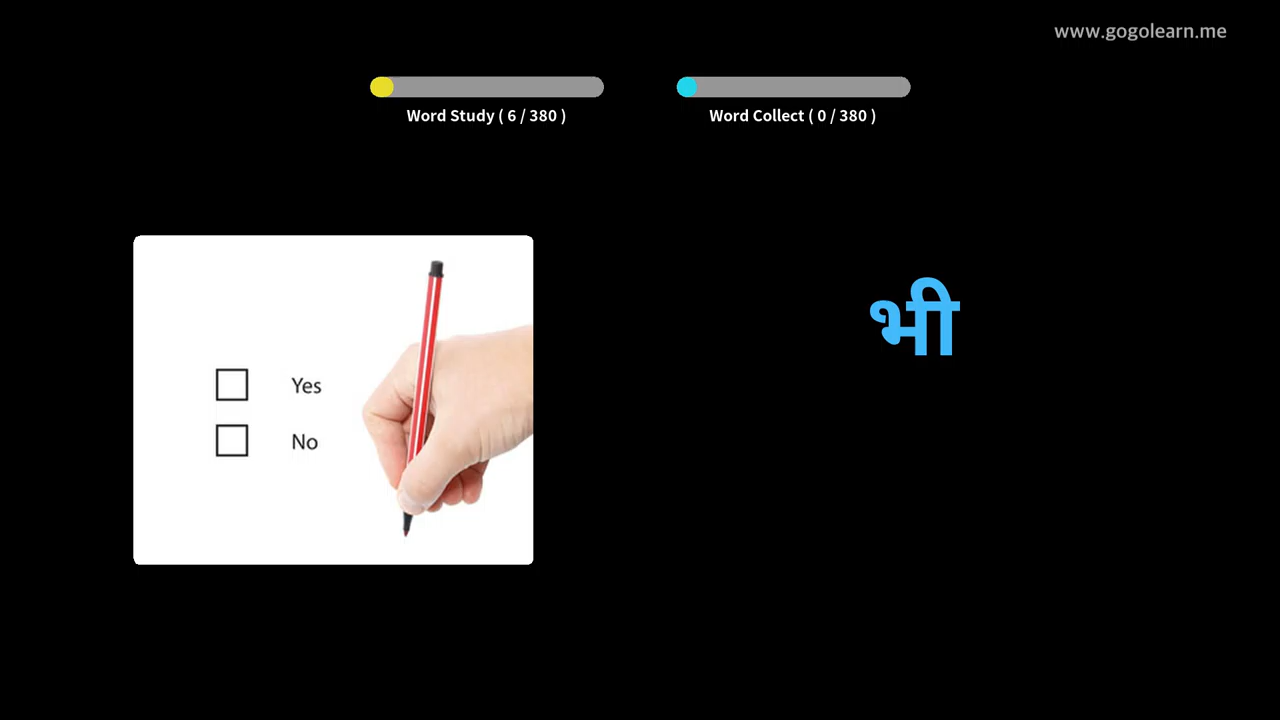 www.gogolearn.me
Word Study ( 6 / 380 )
Word Collect ( 0 / 380 )
Yes
No
भी